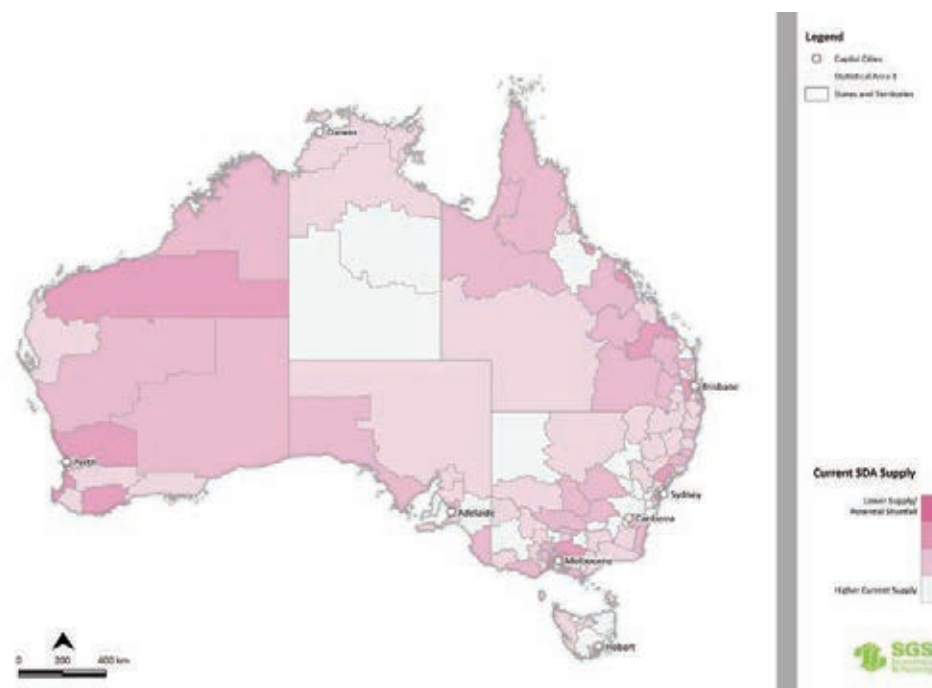 Legend
Capital Cities
Statistical Area 3
States and Territories
Darwin
Brisbane
Perth
Sydney
Adelaide
Canberra
Melbourne
Hobart
Current SDA Supply
Lower Supply/
Potential Shortfall
Higher Current Supply
0 200 400 km
SGS